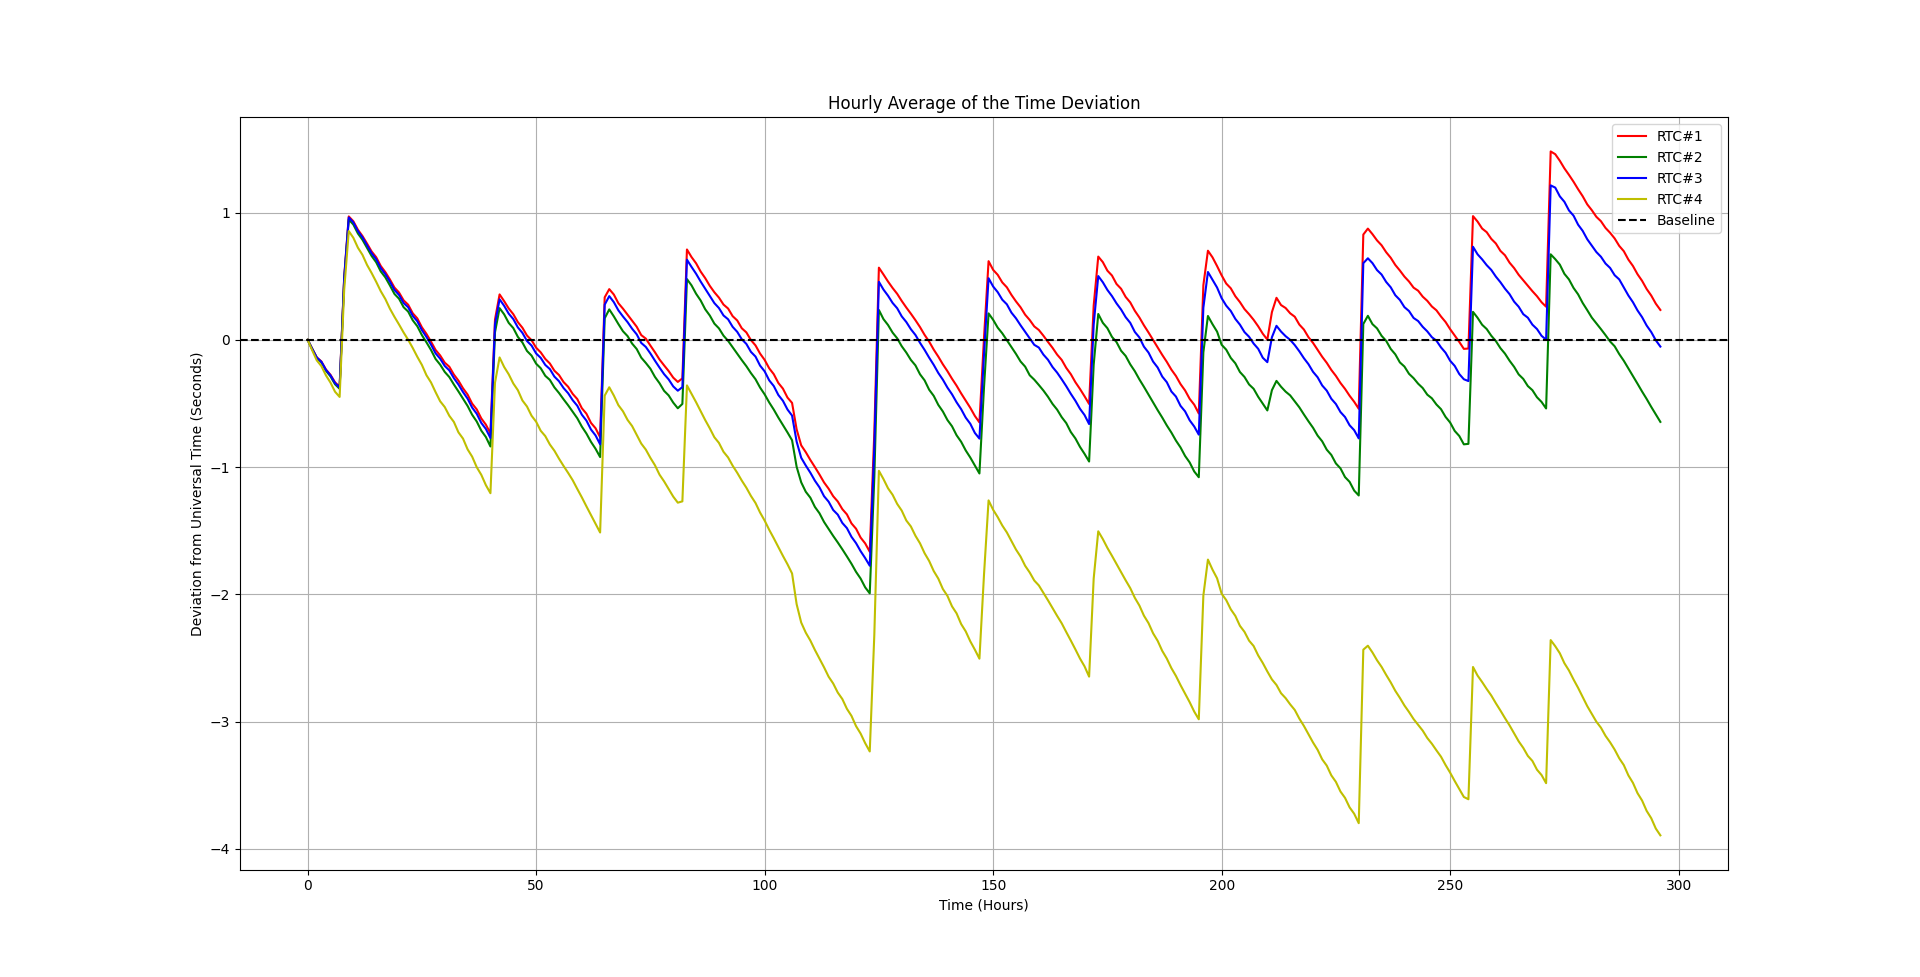 Hourly Average of the Time Deviation
RTC#1
RTC#2
RTC#3
RTC#4
Baseline
Deviation from Universal Time (Seconds)
1
0
−1
−2
−3
−4
0 50 100 150 200 250 300
Time (Hours)